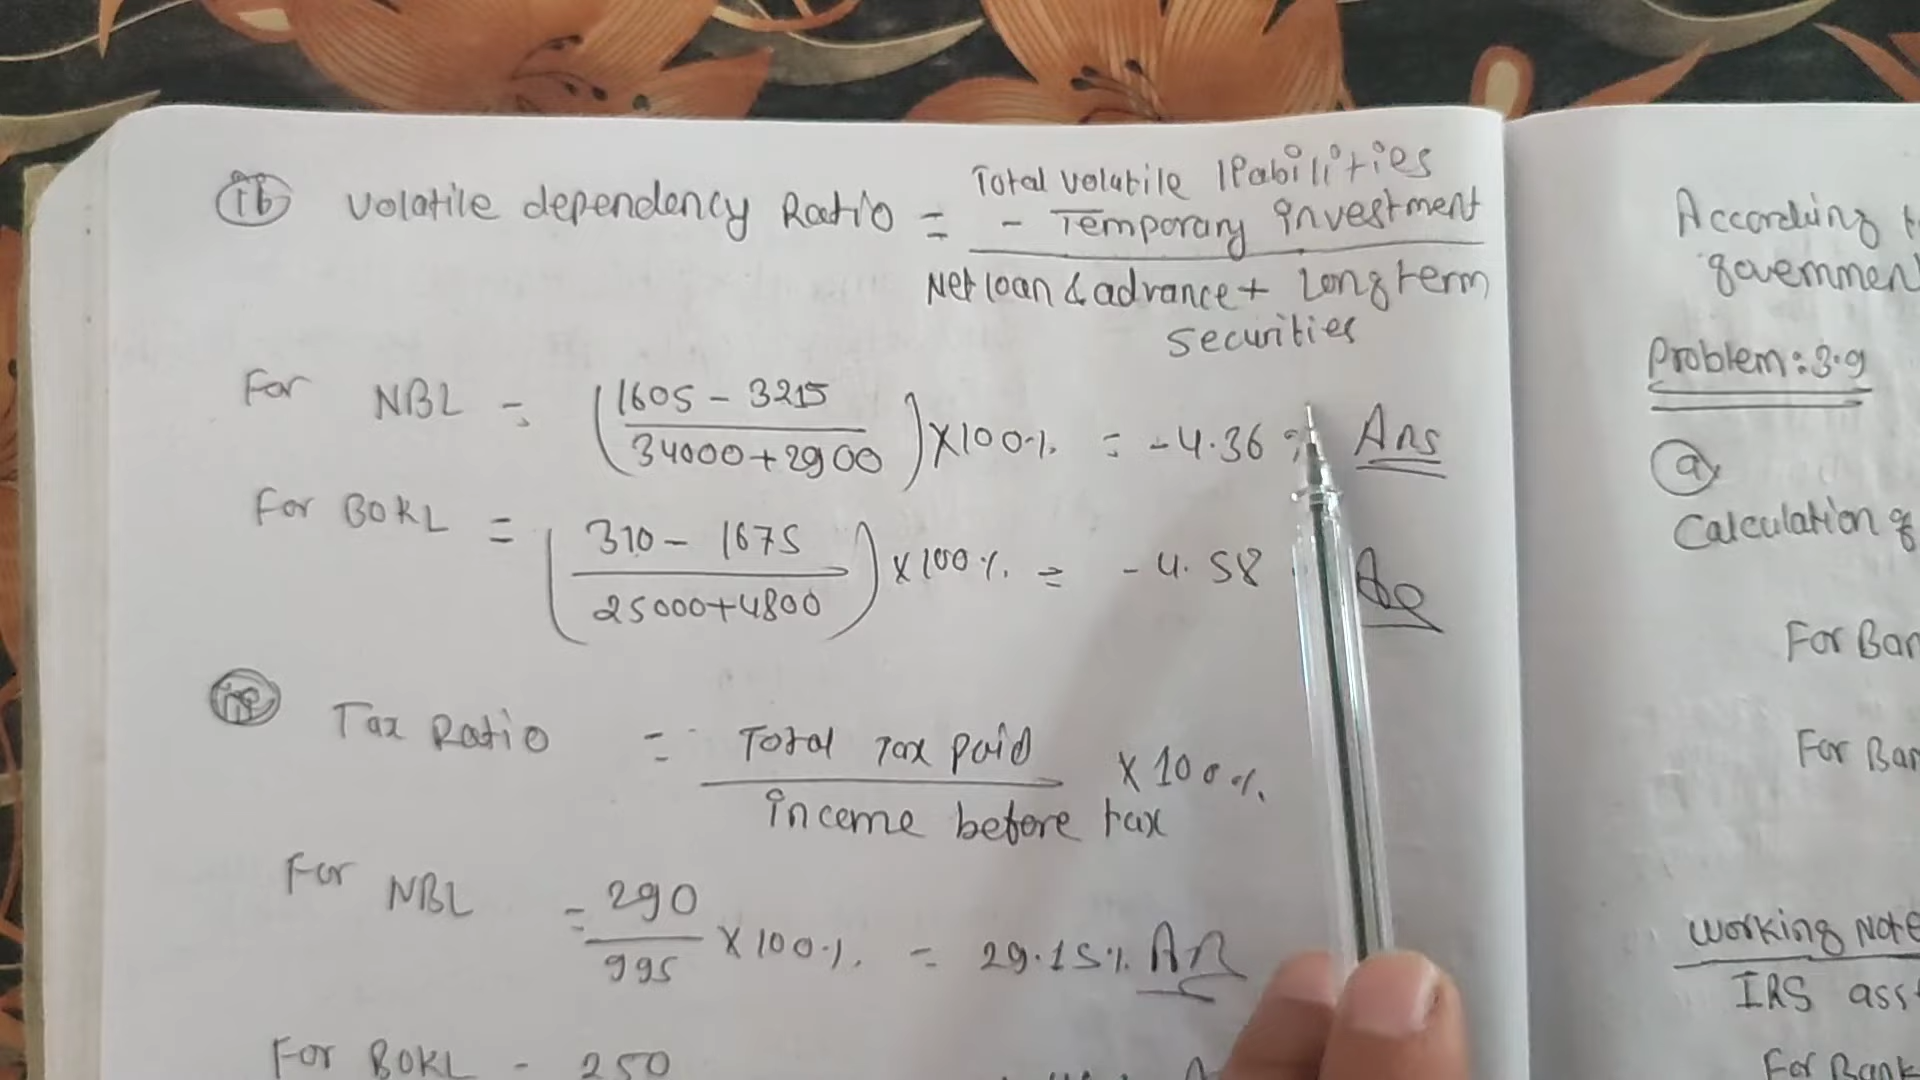 Total volatile liabilities
volatile dependency Ratio = - Temporary investment
Net loan & advance + Long term
securities
For NBL = (1605 - 3215 / 34000 + 2900) × 100% = -4.36% Ans
For BOKL = (310 - 1675 / 25000 + 4800) × 100% = -4.58
Tax Ratio = Total Tax paid / income before tax × 100%
For NBL = 290 / 995 × 100% = 29.15% An
For BOKL = 250
According
governmen
Problem: 3.9
a
Calculation of
For Ban
For Ban
Working Note
IRS ass
For Bank